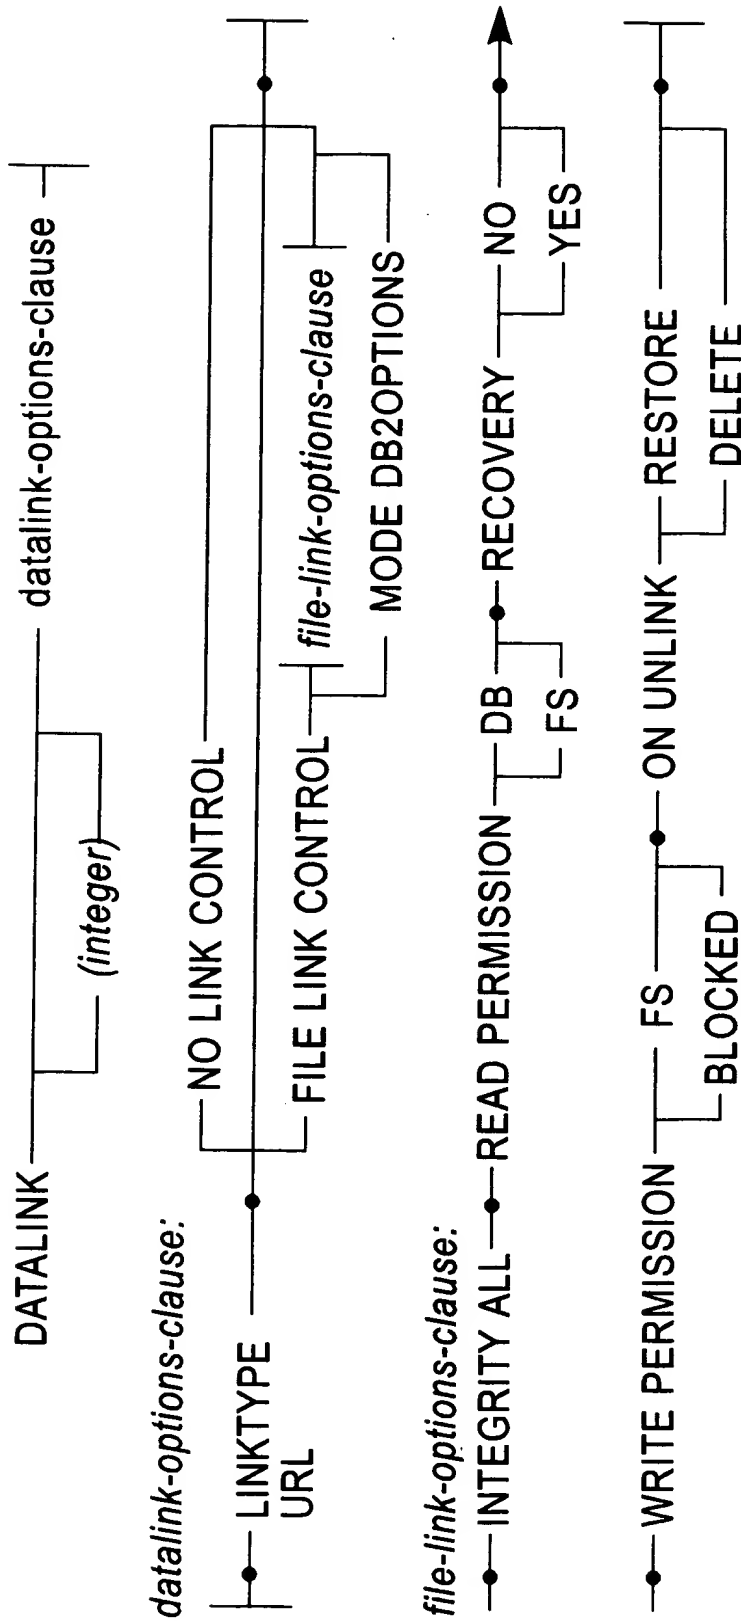 DATALINK
(integer)
datalink-options-clause
datalink-options-clause:
LINKTYPE
URL
NO LINK CONTROL
FILE LINK CONTROL
file-link-options-clause
MODE DB2OPTIONS
file-link-options-clause:
INTEGRITY ALL READ PERMISSION DB RECOVERY NO
FS YES
WRITE PERMISSION FS ON UNLINK RESTORE
BLOCKED DELETE